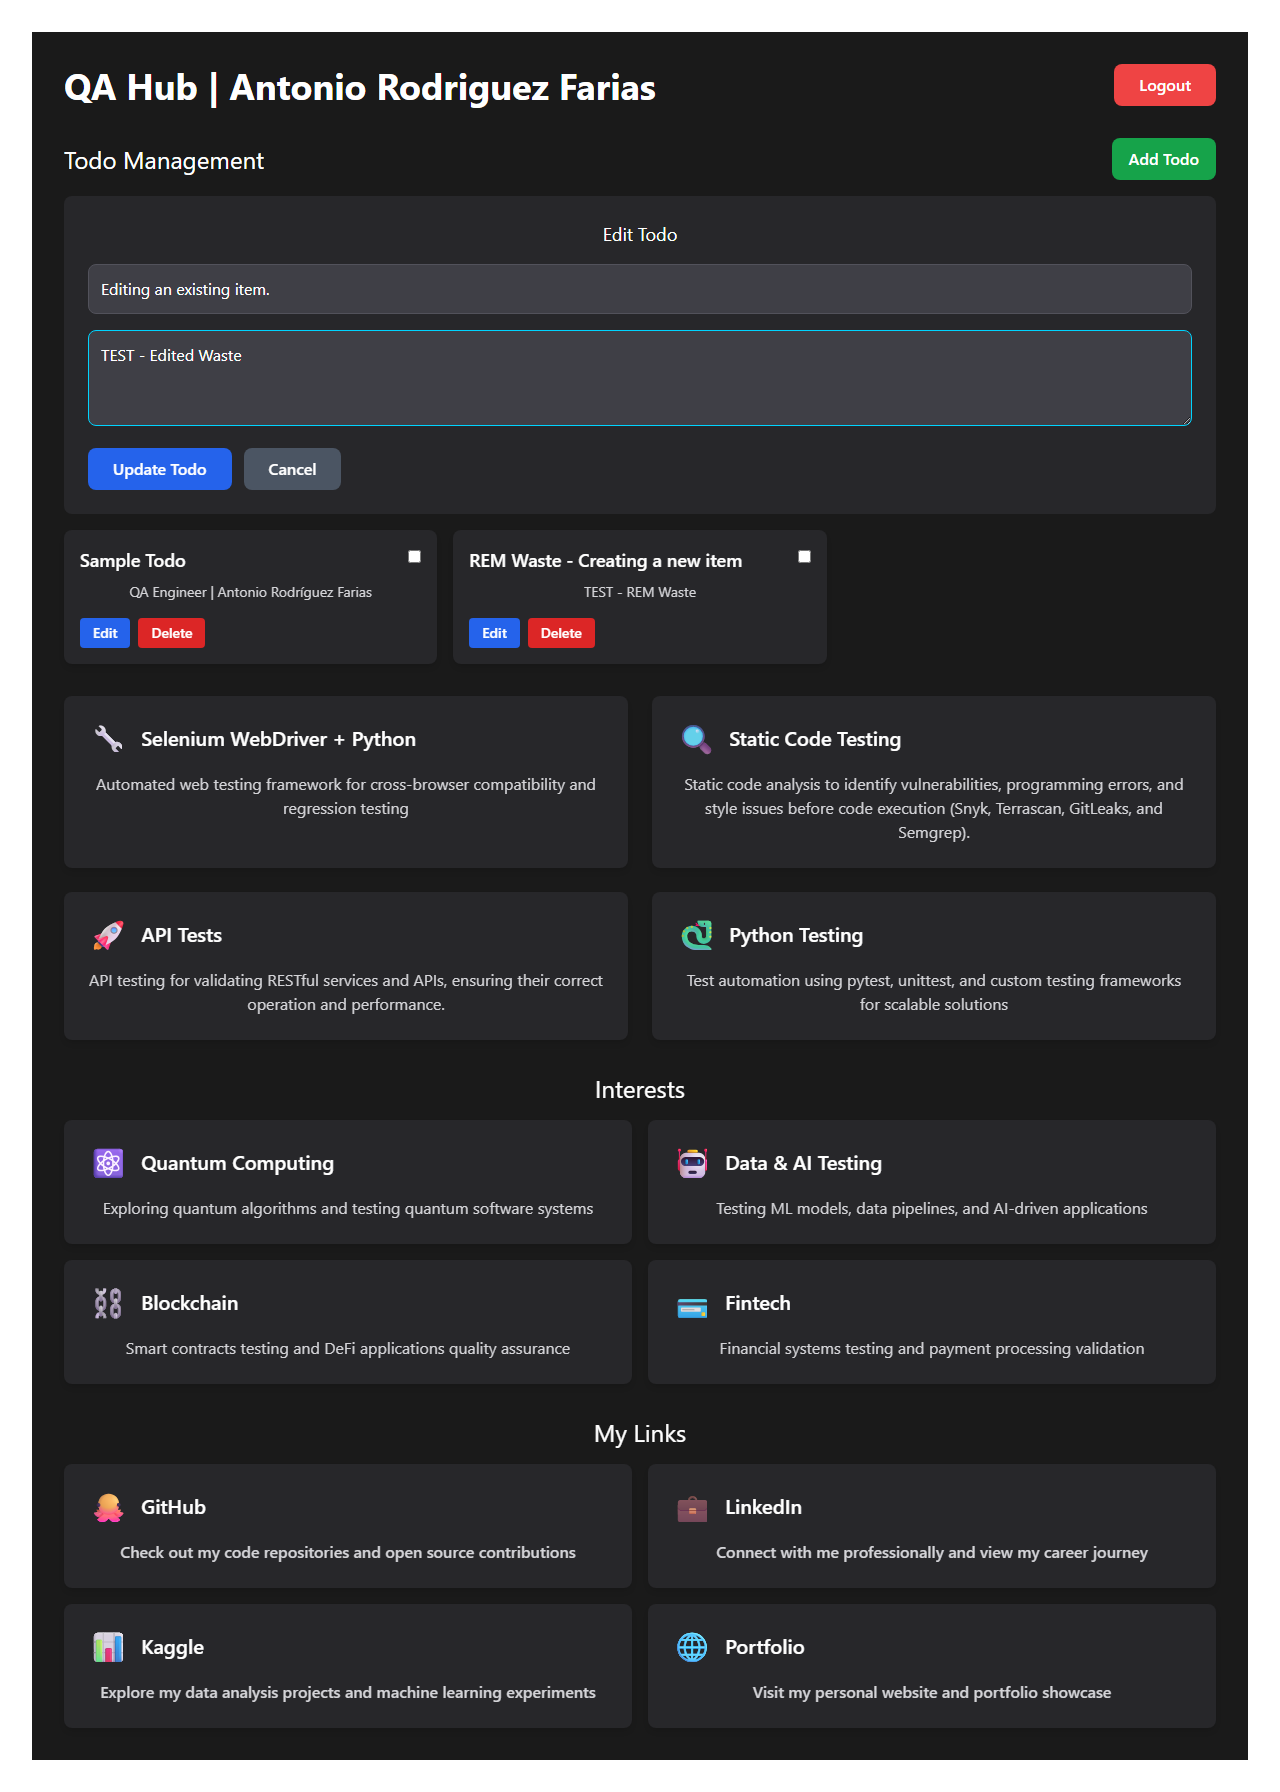 QA Hub | Antonio Rodriguez Farias
Logout
Todo Management
Add Todo
Edit Todo
Editing an existing item.
TEST - Edited Waste
Update Todo
Cancel
Sample Todo
QA Engineer | Antonio Rodríguez Farias
Edit
Delete
REM Waste - Creating a new item
TEST - REM Waste
Edit
Delete
Selenium WebDriver + Python
Automated web testing framework for cross-browser compatibility and
regression testing
Static Code Testing
Static code analysis to identify vulnerabilities, programming errors, and
style issues before code execution (Snyk, Terrascan, GitLeaks, and
Semgrep).
API Tests
API testing for validating RESTful services and APIs, ensuring their correct
operation and performance.
Python Testing
Test automation using pytest, unittest, and custom testing frameworks
for scalable solutions
Interests
Quantum Computing
Exploring quantum algorithms and testing quantum software systems
Data & AI Testing
Testing ML models, data pipelines, and AI-driven applications
Blockchain
Smart contracts testing and DeFi applications quality assurance
Fintech
Financial systems testing and payment processing validation
My Links
GitHub
Check out my code repositories and open source contributions
LinkedIn
Connect with me professionally and view my career journey
Kaggle
Explore my data analysis projects and machine learning experiments
Portfolio
Visit my personal website and portfolio showcase